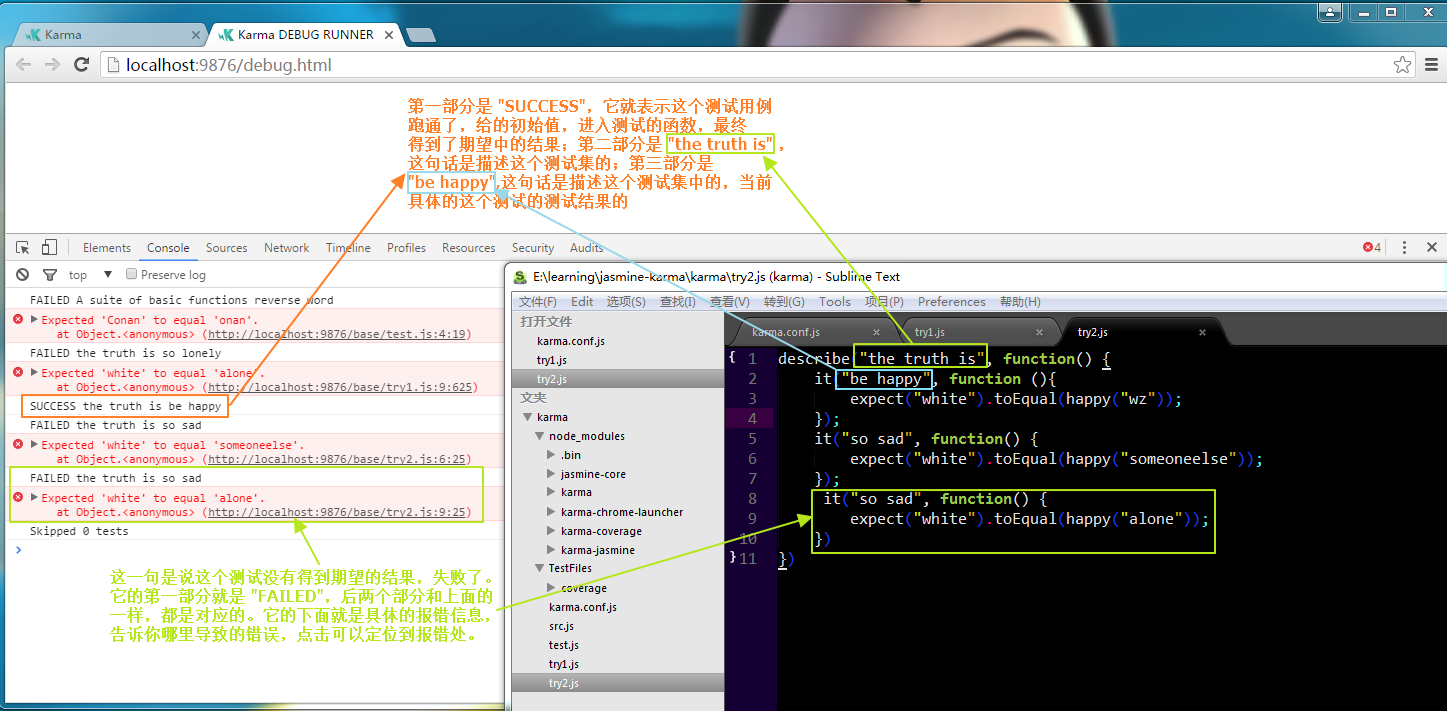 Karma
Karma DEBUG RUNNER
localhost:9876/debug.html
第一部分是 "SUCCESS"，它就表示这个测试用例
跑通了，给的初始值，进入测试的函数，最终
得到了期望中的结果；第二部分是 "the truth is"，
这句话是描述这个测试集的；第三部分是
"be happy",这句话是描述这个测试集中的，当前
具体的这个测试的测试结果的
Elements Console Sources Network Timeline Profiles Resources Security Audits
4
top Preserve log
FAILED A suite of basic functions reverse word
Expected 'Conan' to equal 'onan'.
at Object.<anonymous> (http://localhost:9876/base/test.js:4:19)
FAILED the truth is so lonely
Expected 'white' to equal 'alone'.
at Object.<anonymous> (http://localhost:9876/base/try1.js:9:625)
SUCCESS the truth is be happy
FAILED the truth is so sad
Expected 'white' to equal 'someoneelse'.
at Object.<anonymous> (http://localhost:9876/base/try2.js:6:25)
FAILED the truth is so sad
Expected 'white' to equal 'alone'.
at Object.<anonymous> (http://localhost:9876/base/try2.js:9:25)
Skipped 0 tests
这一句是说这个测试没有得到期望的结果，失败了。
它的第一部分就是 "FAILED"，后两个部分和上面的
一样，都是对应的。它的下面就是具体的报错信息，
告诉你哪里导致的错误，点击可以定位到报错处。
E:\learning\jasmine-karma\karma\try2.js (karma) - Sublime Text
文件(F) Edit 选项(S) 查找(I) 查看(V) 转到(G) Tools 项目(P) Preferences 帮助(H)
打开文件
karma.conf.js
try1.js
try2.js
文夹
karma
node_modules
.bin
jasmine-core
karma
karma-chrome-launcher
karma-coverage
karma-jasmine
TestFiles
coverage
karma.conf.js
src.js
test.js
try1.js
try2.js
karma.conf.js try1.js try2.js
1 describe("the truth is", function() {
2 it("be happy", function (){
3 expect("white").toEqual(happy("wz"));
4 });
5 it("so sad", function() {
6 expect("white").toEqual(happy("someoneelse"));
7 });
8 it("so sad", function() {
9 expect("white").toEqual(happy("alone"));
10 })
11 })